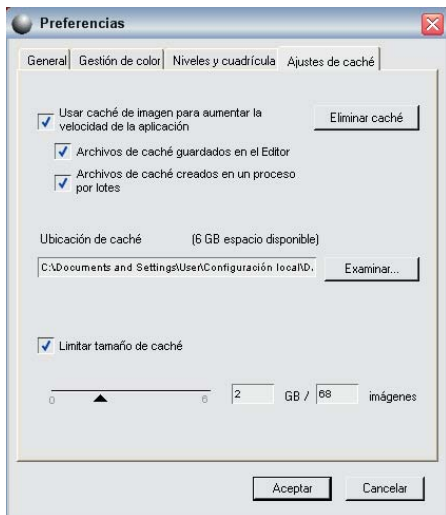 Preferencias
General Gestión de color Niveles y cuadrícula Ajustes de caché
Usar caché de imagen para aumentar la
velocidad de la aplicación
Eliminar caché
Archivos de caché guardados en el Editor
Archivos de caché creados en un proceso
por lotes
Ubicación de caché (6 GB espacio disponible)
C:\Documents and Settings\User\Configuración local\D.
Examinar...
Limitar tamaño de caché
0 6 2 GB / 68 imágenes
Aceptar Cancelar